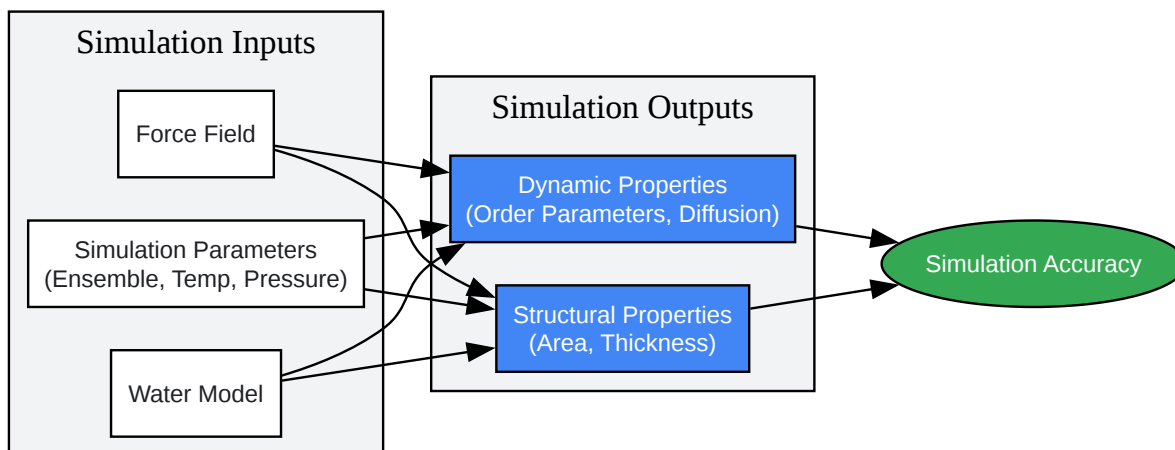 Simulation Inputs
Force Field
Simulation Parameters
(Ensemble, Temp, Pressure)
Water Model
Simulation Outputs
Dynamic Properties
(Order Parameters, Diffusion)
Structural Properties
(Area, Thickness)
Simulation Accuracy